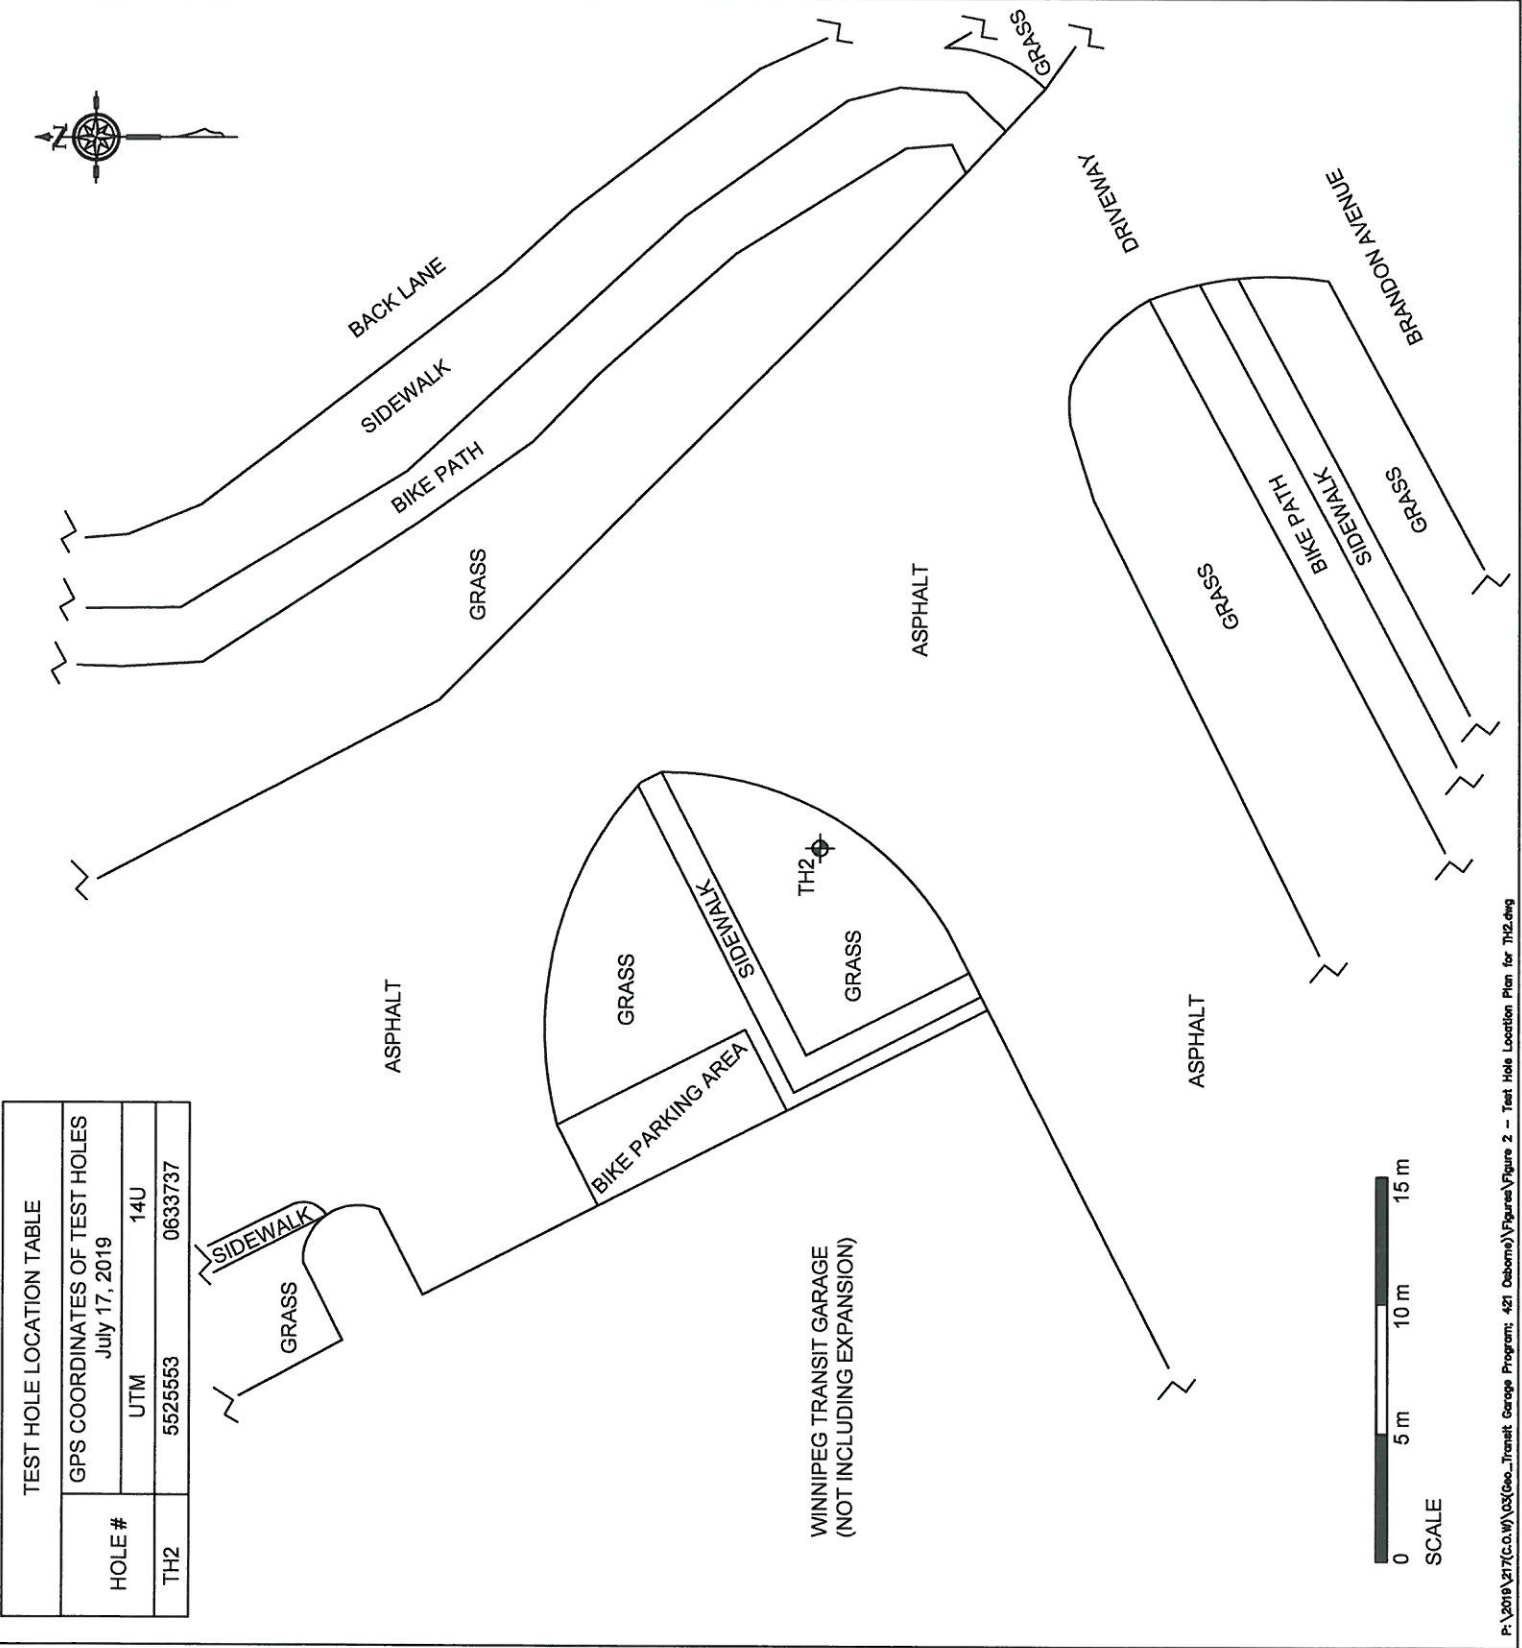 TEST HOLE LOCATION TABLE
HOLE #
GPS COORDINATES OF TEST HOLES
July 17, 2019
UTM 14U
TH2 5525553 0633737
N
SIDEWALK
GRASS
BACK LANE
SIDEWALK
BIKE PATH
GRASS
GRASS
ASPHALT
ASPHALT
DRIVEWAY
BRANDON AVENUE
BIKE PARKING AREA
GRASS
SIDEWALK
TH2
GRASS
GRASS
BIKE PATH
SIDEWALK
GRASS
ASPHALT
WINNIPEG TRANSIT GARAGE
(NOT INCLUDING EXPANSION)
0 5 m 10 m 15 m
SCALE
P:\2019\217(C.O.W)\03(Geo_Transit Garage Program; 421 Osborne)\Figures\Figure 2 - Test Hole Location Plan for TH2.dwg